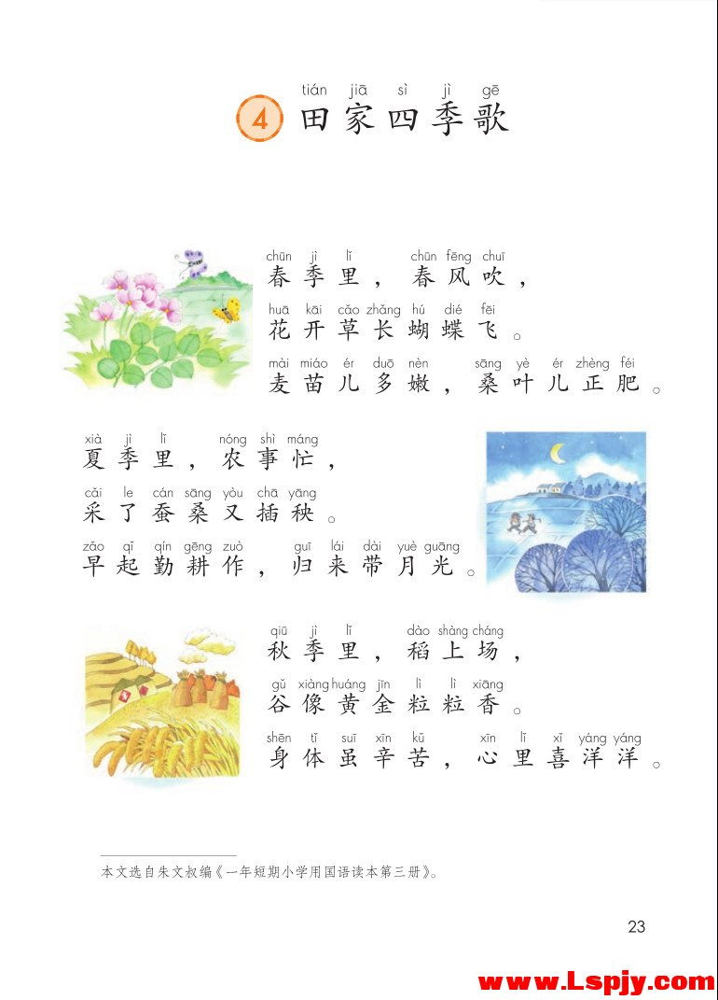 tián jiā sì jì gē
4 田家四季歌
chūn jì lǐ chūn fēng chuī
春季里，春风吹，
huā kāi cǎo zhǎng hú dié fēi
花开草长蝴蝶飞。
mài miáo ér duō nèn sāng yè ér zhèng féi
麦苗儿多嫩，桑叶儿正肥。
xià jì lǐ nóng shì máng
夏季里，农事忙，
cǎi le cán sāng yòu chā yāng
采了蚕桑又插秧。
zǎo qǐ qín gēng zuò guī lái dài yuè guāng
早起勤耕作，归来带月光。
qiū jì lǐ dào shàng cháng
秋季里，稻上场，
gǔ xiàng huáng jīn lì lì xiāng
谷像黄金粒粒香。
shēn tǐ suī xīn kǔ xīn lǐ xǐ yáng yáng
身体虽辛苦，心里喜洋洋。
本文选自朱文叔编《一年短期小学用国语读本第三册》。
23
www.Lspjy.com